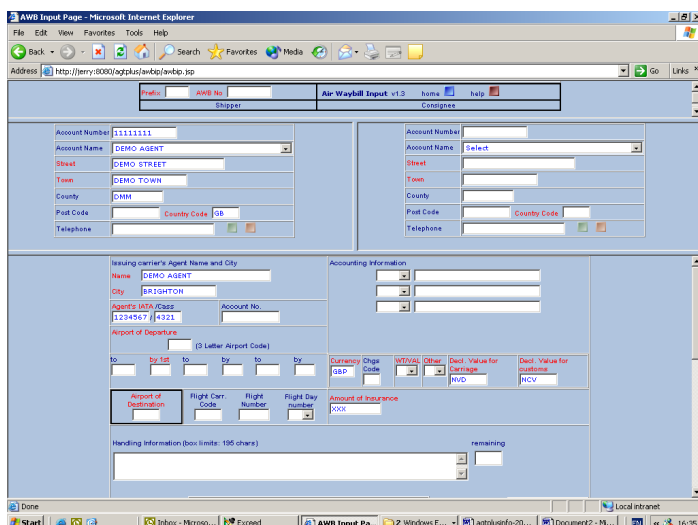 AWB Input Page - Microsoft Internet Explorer
File Edit View Favorites Tools Help
Back Search Favorites Media
Address http://jerry:8080/agtplus/awbip/awbip.jsp Go Links
Prefix AWB No Air Waybill Input v1.3 home help
Shipper Consignee
Account Number 11111111 Account Number
Account Name DEMO AGENT Account Name Select
Street DEMO STREET Street
Town DEMO TOWN Town
County DMM County
Post Code Country Code GB Post Code Country Code
Telephone Telephone
Issuing carrier's Agent Name and City Accounting Information
Name DEMO AGENT
City BRIGHTON
Agent's IATA /Cass Account No.
1234567 / 4321
Airport of Departure
(3 Letter Airport Code)
to by 1st to by to by Currency Chgs Code WT/VAL Other Decl. Value for Carriage Decl. Value for customs
GBP NVD NCV
Airport of Destination Flight Carr. Code Flight Number Flight Day number Amount of Insurance
XXX
Handling Information (box limits: 195 chars) remaining
Done Local intranet
Start Inbox - Microso... Exceed AWB Input Pa... 2 Windows E... agtplusinfo-20... Document2 - Mi... EN 16:35